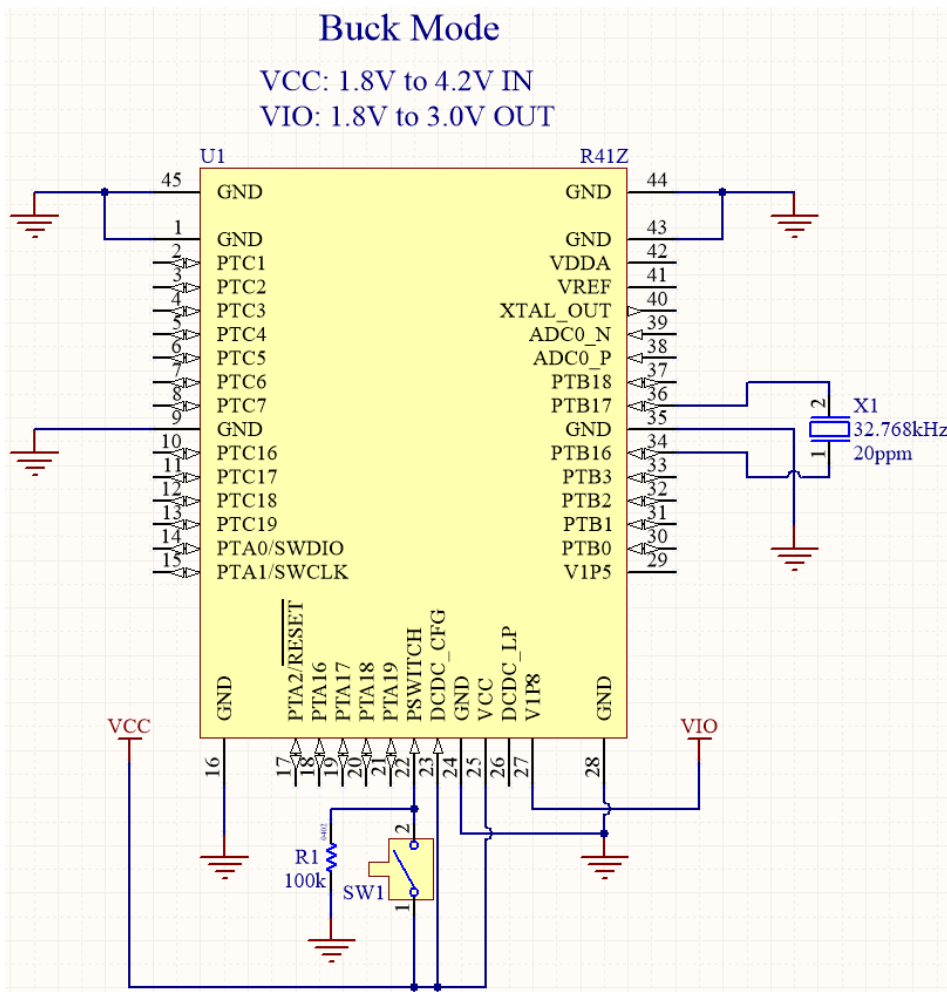 Buck Mode
VCC: 1.8V to 4.2V IN
VIO: 1.8V to 3.0V OUT
U1
R41Z
45 GND
1 GND
2 PTC1
3 PTC2
4 PTC3
5 PTC4
6 PTC5
7 PTC6
8 PTC7
9 GND
10 PTC16
11 PTC17
12 PTC18
13 PTC19
14 PTA0/SWDIO
15 PTA1/SWCLK
GND 44
GND 43
VDDA 42
VREF 41
XTAL_OUT 40
ADC0_N 39
ADC0_P 38
PTB18 37
PTB17 36
GND 35
PTB16 34
PTB3 33
PTB2 32
PTB1 31
PTB0 30
V1P5 29
2
X1
32.768kHz
20ppm
1
GND 16
PTA2/RESET 17
PTA16 18
PTA17 19
PTA18 20
PTA19 21
PSWITCH 22
DCDC_CFG 23
GND 24
VCC 25
DCDC_LP 26
V1P8 27
GND 28
VCC
VIO
0402
R1
100k
2
SW1
1